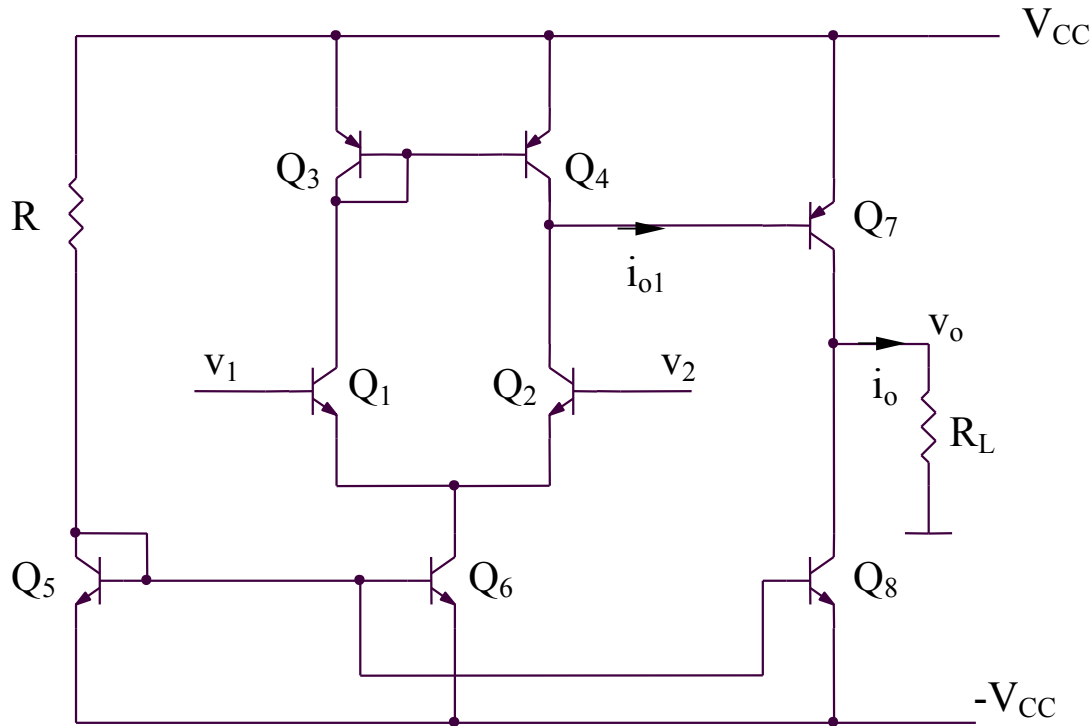 V_CC
Q_3
Q_4
R
Q_7
i_o1
v_o
v_1
Q_1
Q_2
v_2
i_o
R_L
Q_5
Q_6
Q_8
-V_CC